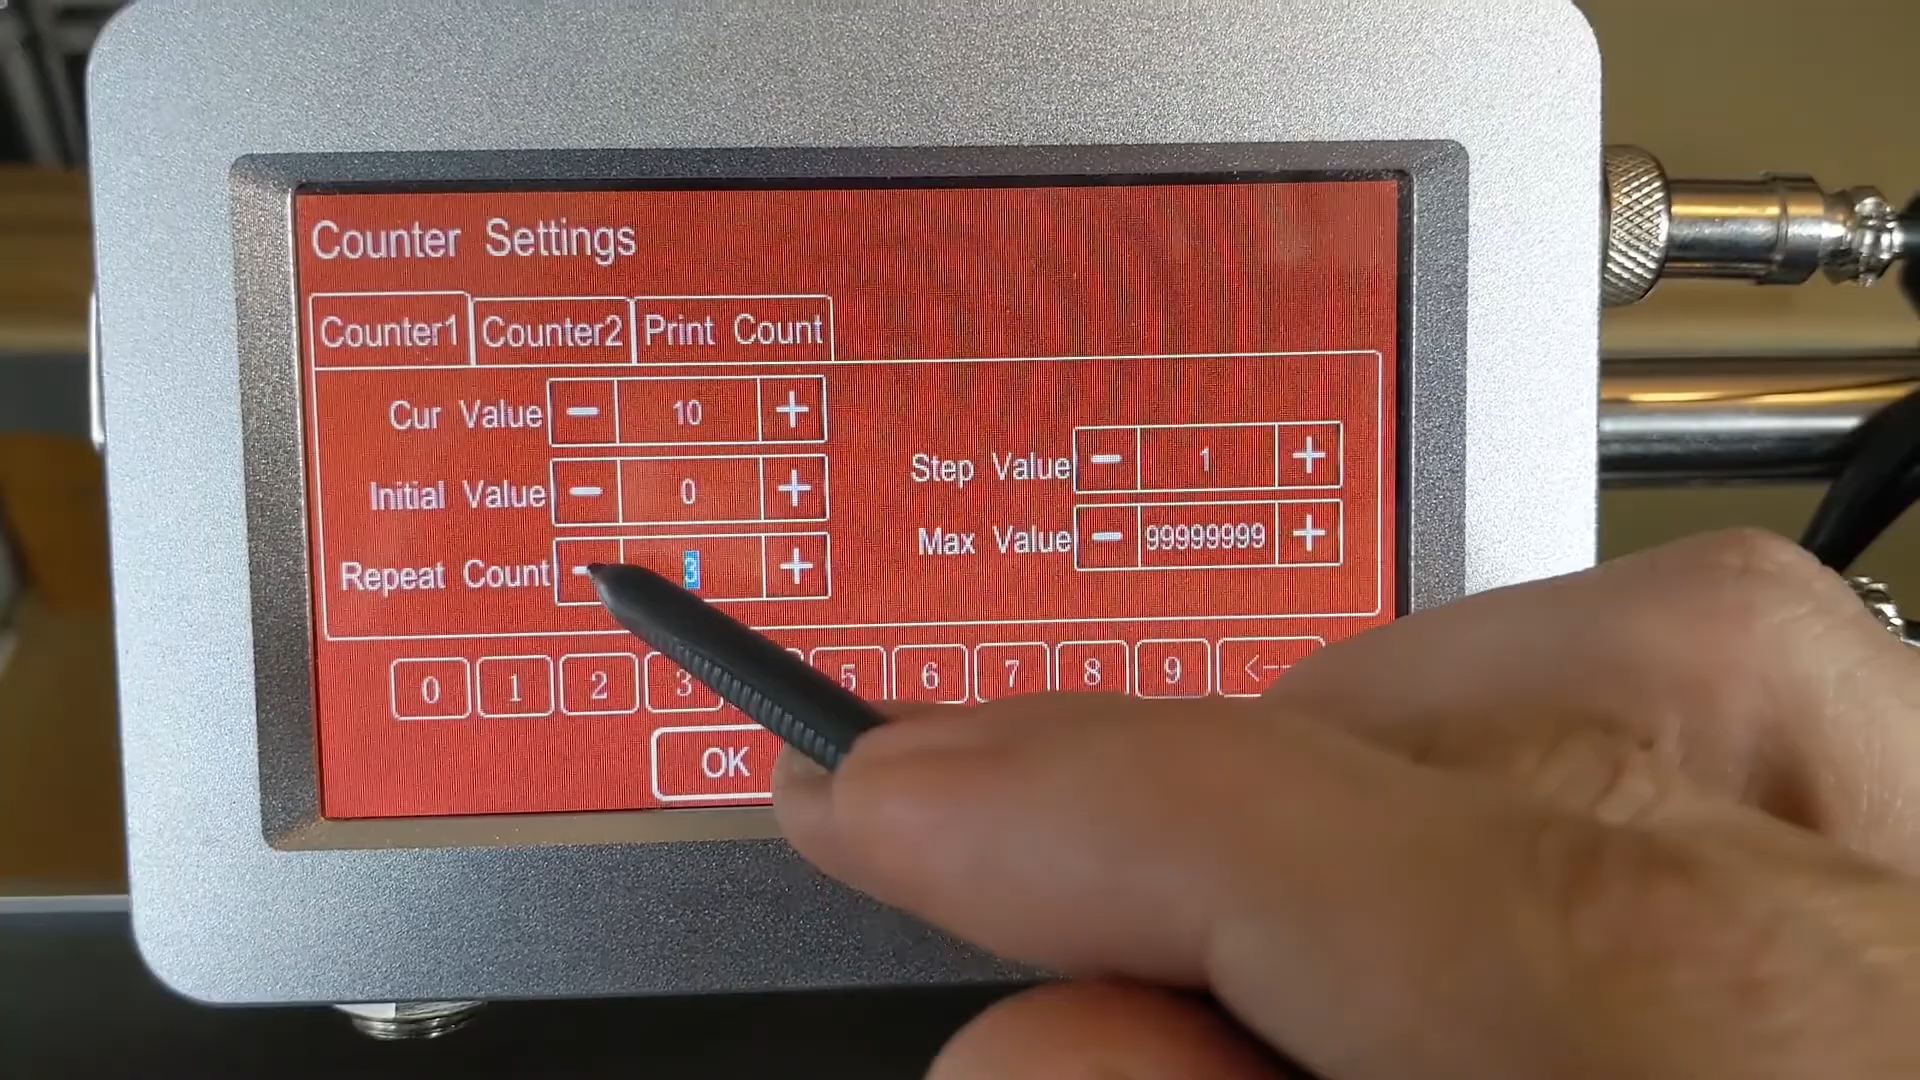 Counter Settings
Counter1 Counter2 Print Count
Cur Value - 10 +
Initial Value - 0 +
Repeat Count - 3 +
Step Value - 1 +
Max Value - 99999999 +
0 1 2 3 5 6 7 8 9 <--
OK